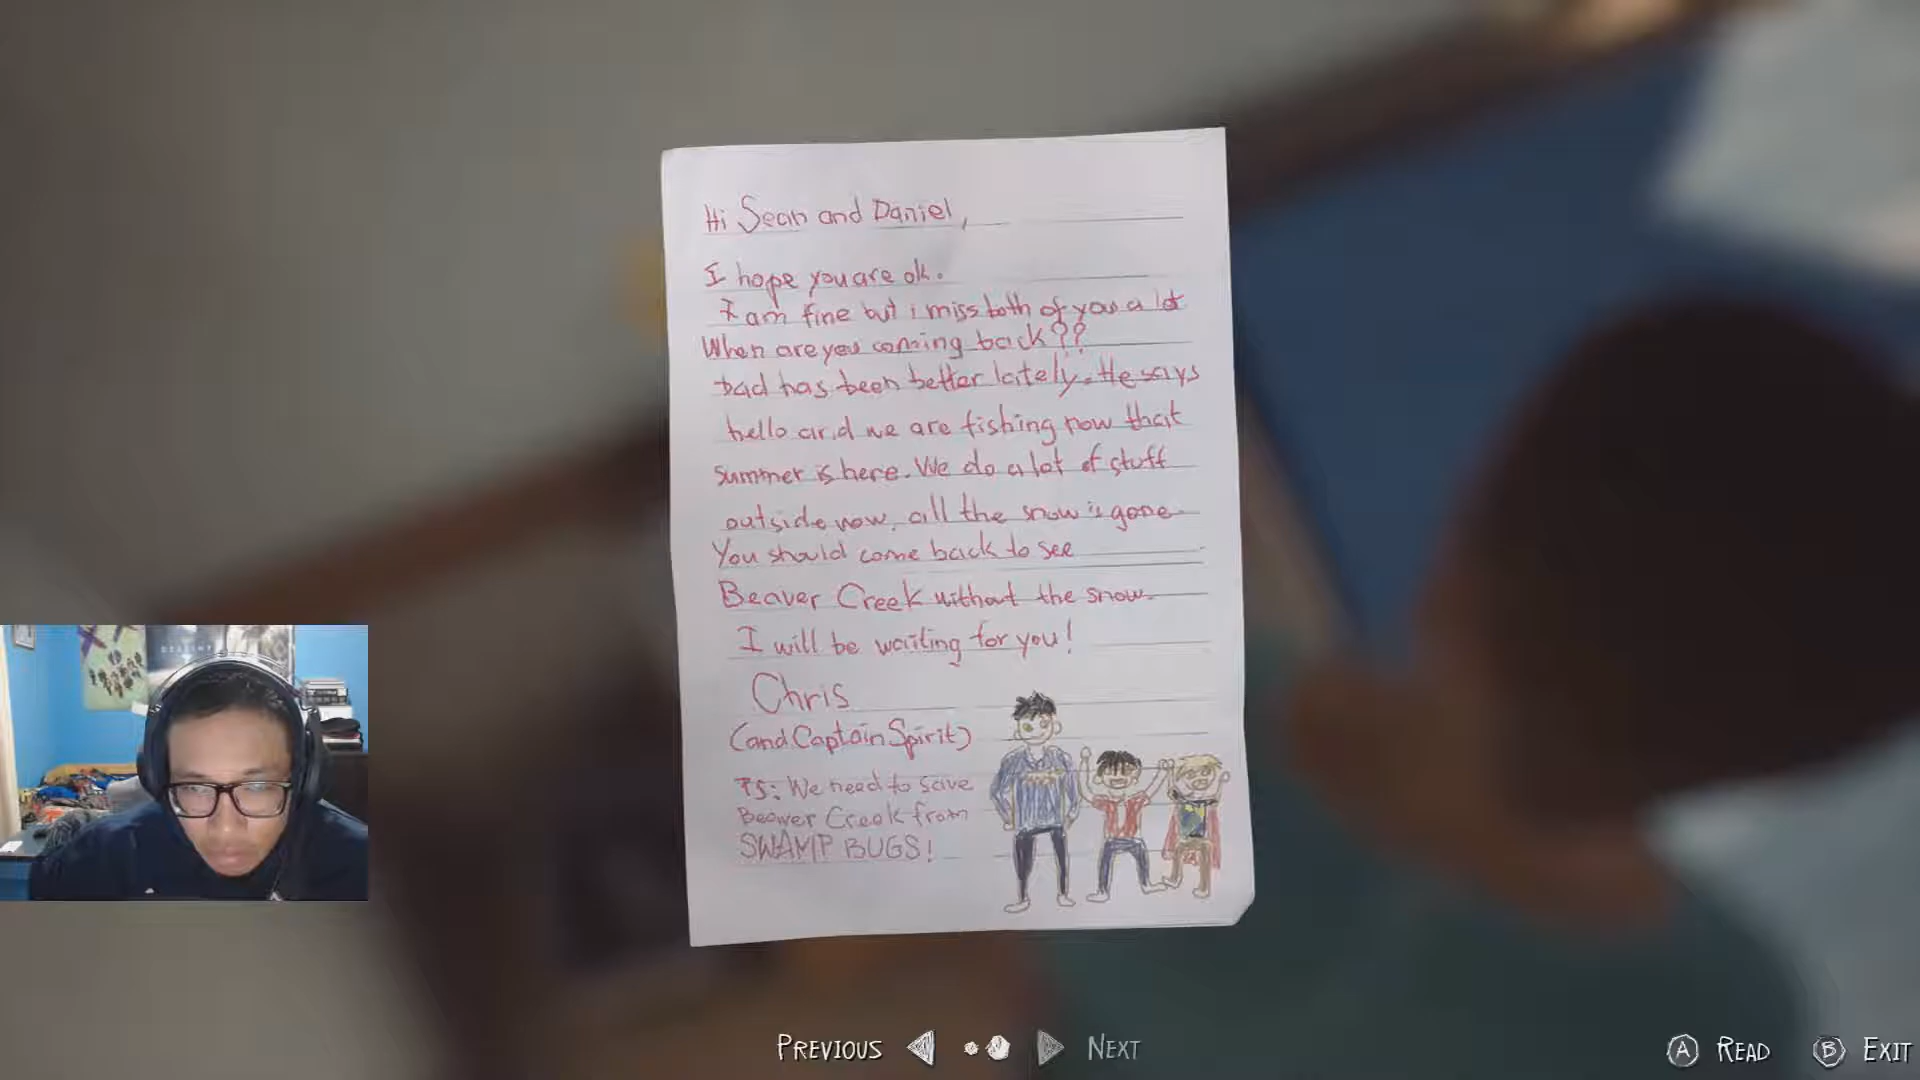 Hi Sean and Daniel,
I hope you are ok.
I am fine but i miss both of you a lot
When are you coming back??
Dad has been better lately. He says
hello and we are fishing now that
summer is here. We do a lot of stuff
outside now, all the snow is gone
You should come back to see
Beaver Creek without the snow.
I will be waiting for you!
Chris
(and Captain Spirit)
PS: We need to save
Beaver Creek from
SWAMP BUGS!
PREVIOUS NEXT
A READ B EXIT